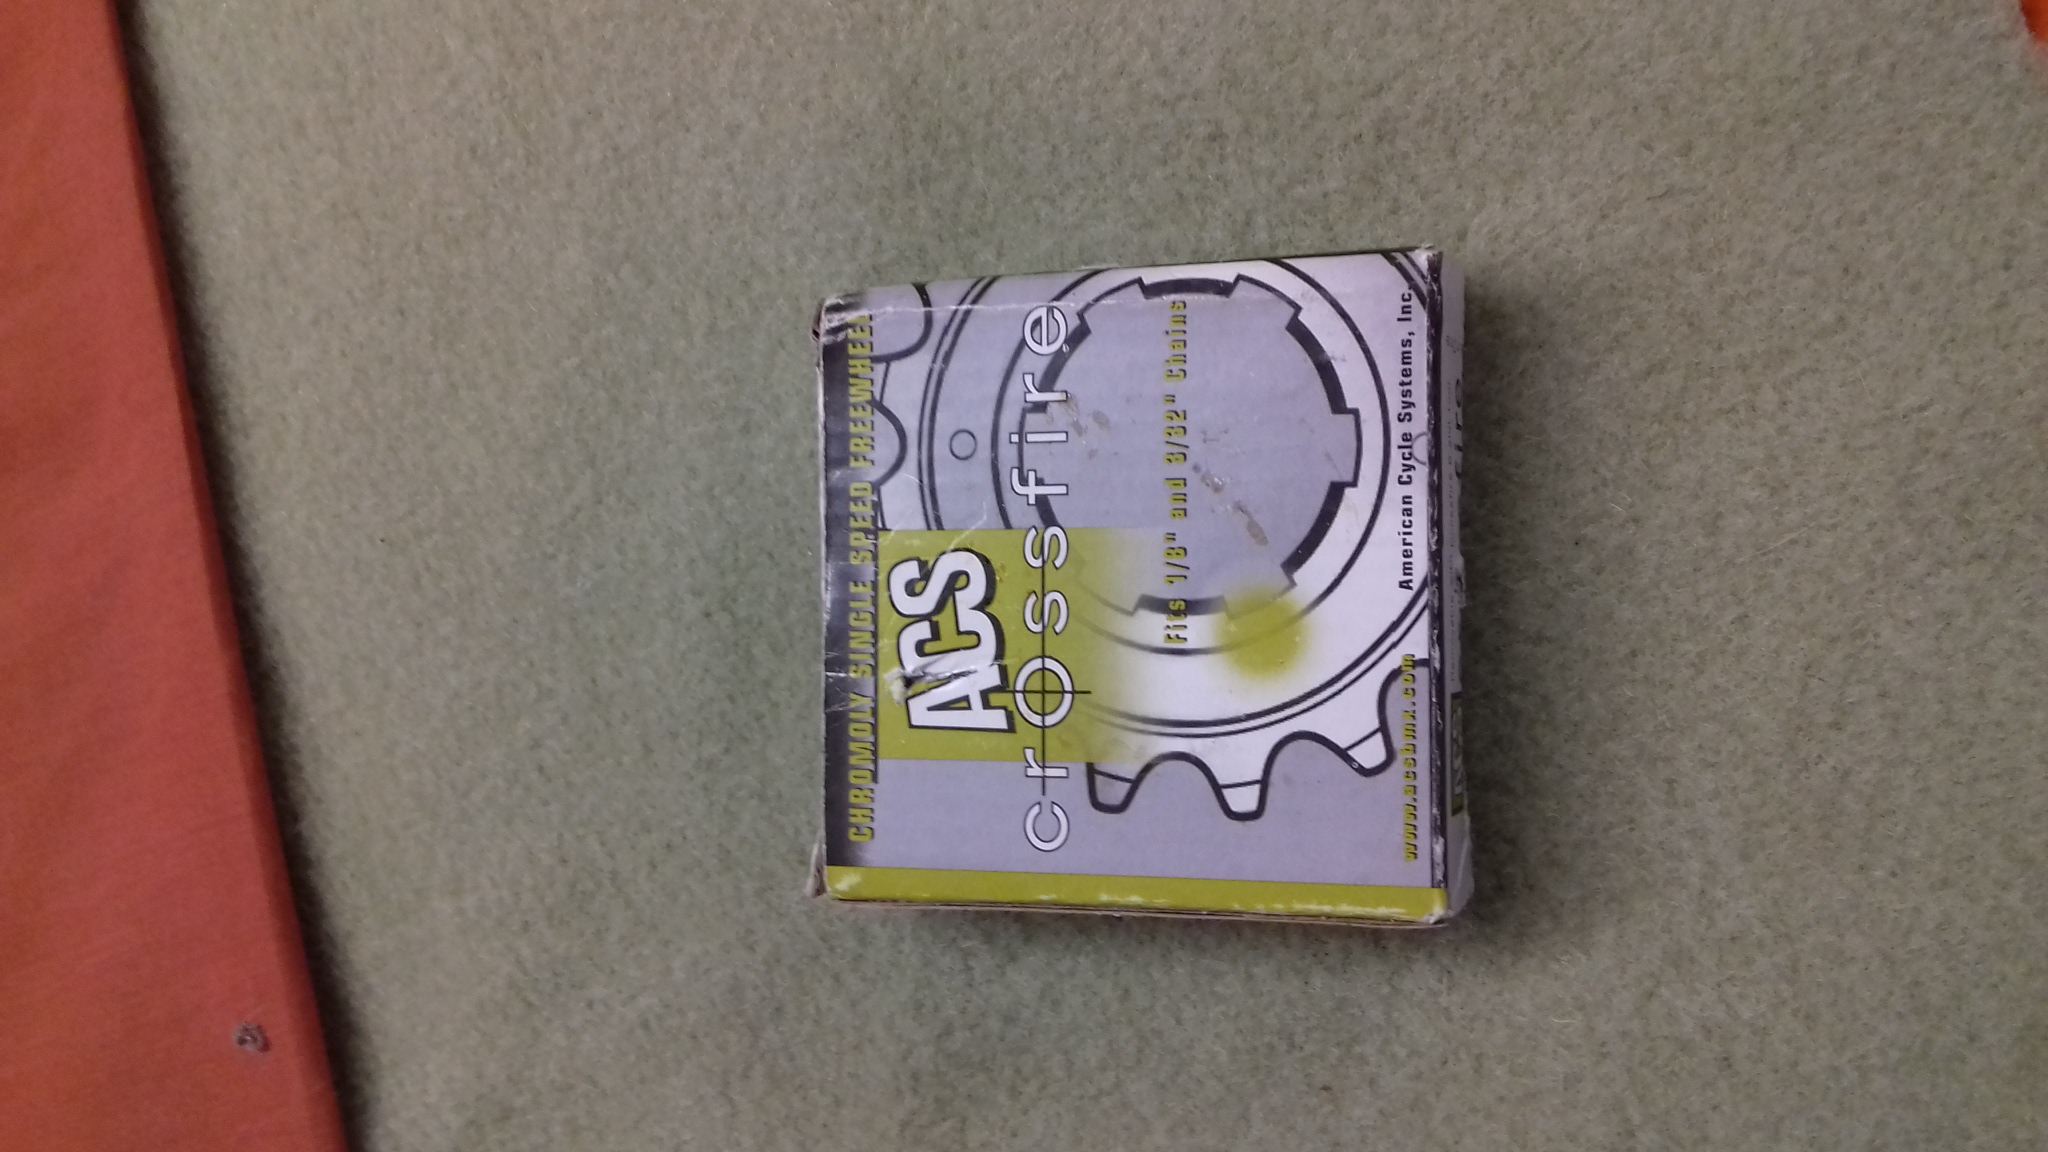 CHROMOLY SINGLE SPEED FREEWHEEL
ACS
crossfire
Fits 1/8" and 3/32" Chains
www.acsbmx.com
American Cycle Systems, Inc.